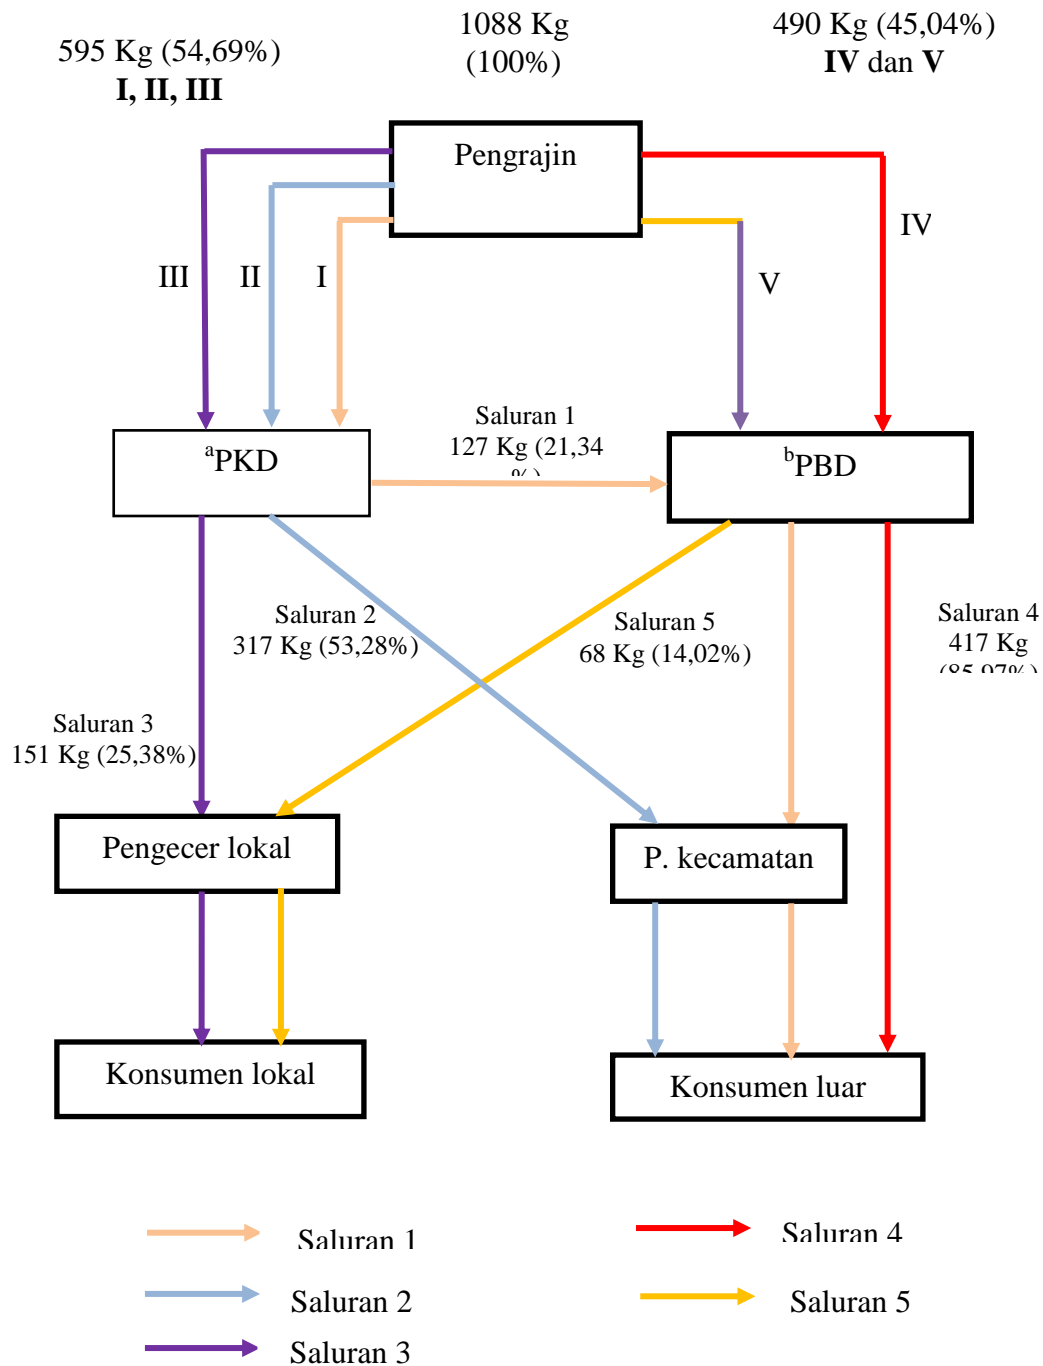 595 Kg (54,69%)
I, II, III
1088 Kg
(100%)
490 Kg (45,04%)
IV dan V
Pengrajin
III
II
I
V
IV
Saluran 1
127 Kg (21,34
%)
aPKD
bPBD
Saluran 2
317 Kg (53,28%)
Saluran 5
68 Kg (14,02%)
Saluran 4
417 Kg
(85,97%)
Saluran 3
151 Kg (25,38%)
Pengecer lokal
P. kecamatan
Konsumen lokal
Konsumen luar
Saluran 1
Saluran 4
Saluran 2
Saluran 5
Saluran 3